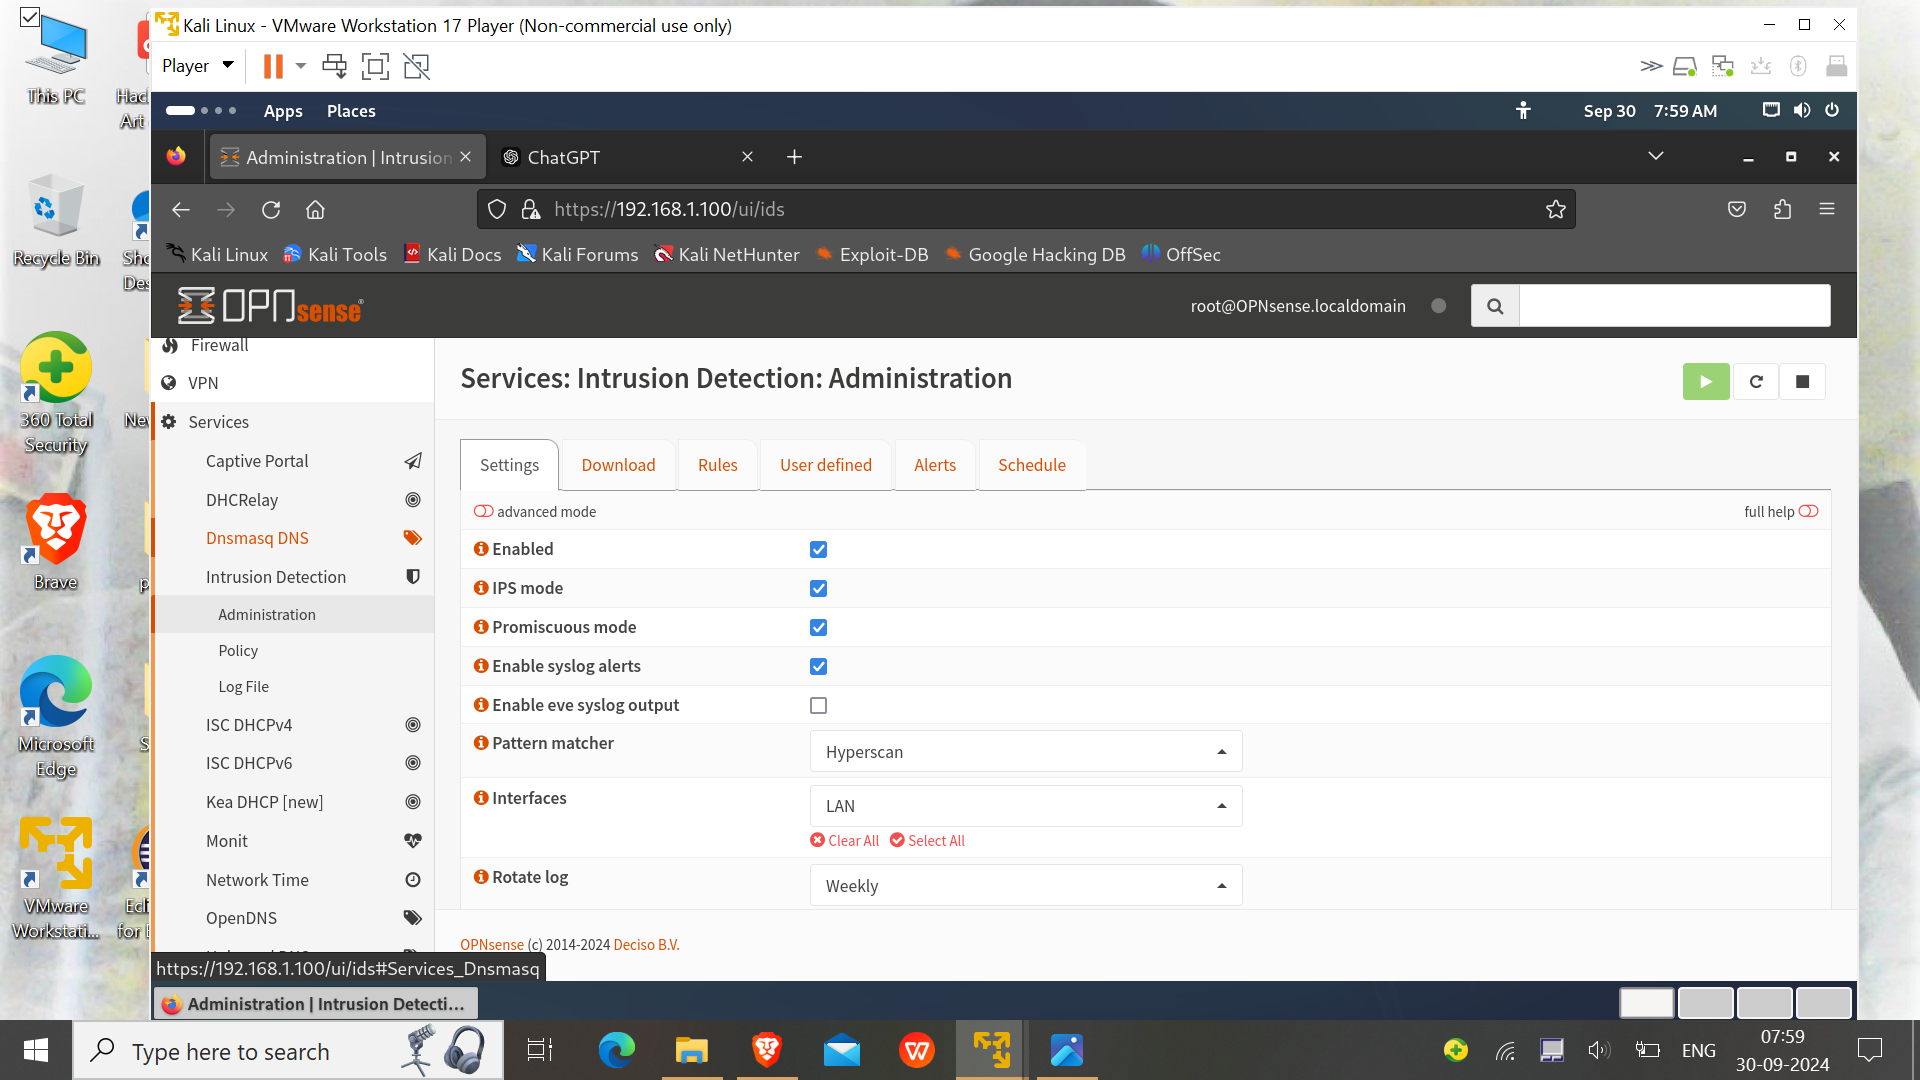 Kali Linux - VMware Workstation 17 Player (Non-commercial use only)
Player
Apps Places Sep 30 7:59 AM
Administration | Intrusion ChatGPT
https://192.168.1.100/ui/ids
Kali Linux Kali Tools Kali Docs Kali Forums Kali NetHunter Exploit-DB Google Hacking DB OffSec
OPNsense root@OPNsense.localdomain
Firewall
VPN
Services
Captive Portal
DHCRelay
Dnsmasq DNS
Intrusion Detection
Administration
Policy
Log File
ISC DHCPv4
ISC DHCPv6
Kea DHCP [new]
Monit
Network Time
OpenDNS
Services: Intrusion Detection: Administration
Settings Download Rules User defined Alerts Schedule
advanced mode full help
Enabled
IPS mode
Promiscuous mode
Enable syslog alerts
Enable eve syslog output
Pattern matcher Hyperscan
Interfaces LAN
Clear All Select All
Rotate log Weekly
OPNsense (c) 2014-2024 Deciso B.V.
https://192.168.1.100/ui/ids#Services_Dnsmasq
Administration | Intrusion Detecti...
This PC
Recycle Bin
360 Total
Security
Brave
Microsoft
Edge
VMware
Workstati...
Type here to search
ENG
07:59
30-09-2024